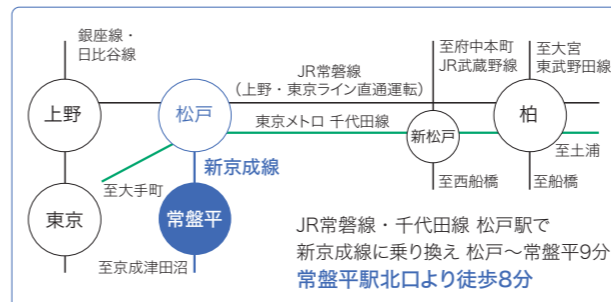 銀座線・
日比谷線
至府中本町
JR武蔵野線
至大宮
東武野田線
JR常磐線
（上野・東京ライン直通運転）
上野
松戸
東京メトロ 千代田線
新松戸
柏
至土浦
新京成線
至大手町
至西船橋
至船橋
東京
常盤平
至京成津田沼
JR常磐線・千代田線 松戸駅で
新京成線に乗り換え 松戸〜常盤平9分
常盤平駅北口より徒歩8分